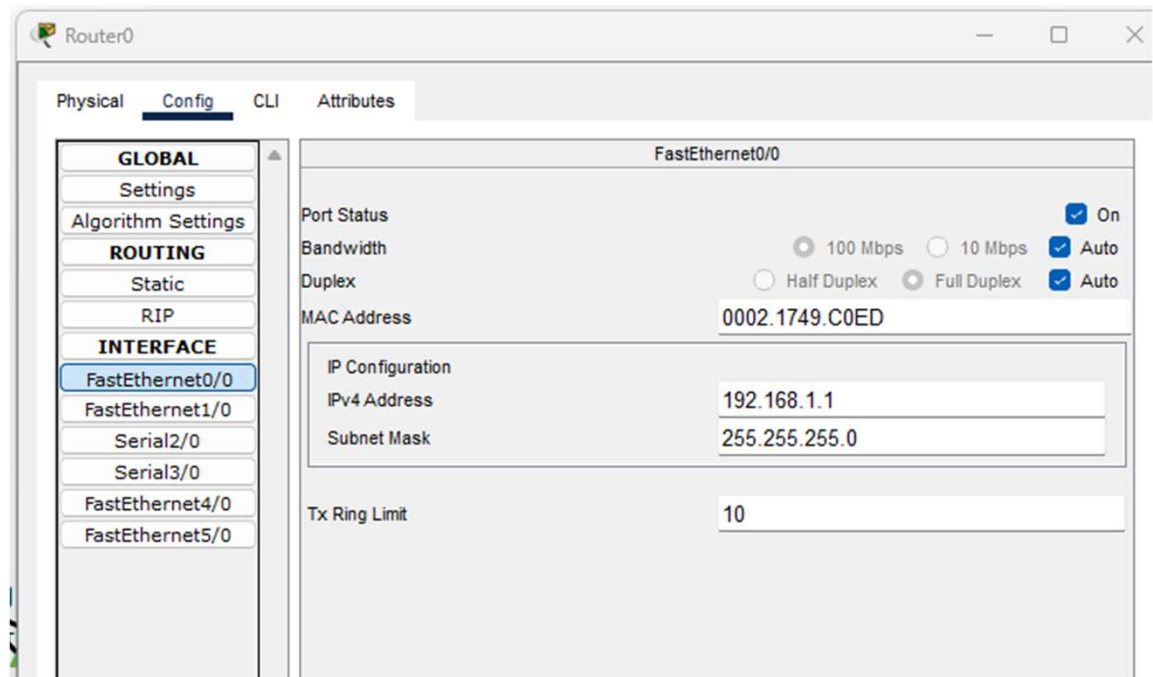 Router0
Physical Config CLI Attributes
GLOBAL
Settings
Algorithm Settings
ROUTING
Static
RIP
INTERFACE
FastEthernet0/0
FastEthernet1/0
Serial2/0
Serial3/0
FastEthernet4/0
FastEthernet5/0
FastEthernet0/0
Port Status On
Bandwidth 100 Mbps 10 Mbps Auto
Duplex Half Duplex Full Duplex Auto
MAC Address 0002.1749.C0ED
IP Configuration
IPv4 Address 192.168.1.1
Subnet Mask 255.255.255.0
Tx Ring Limit 10